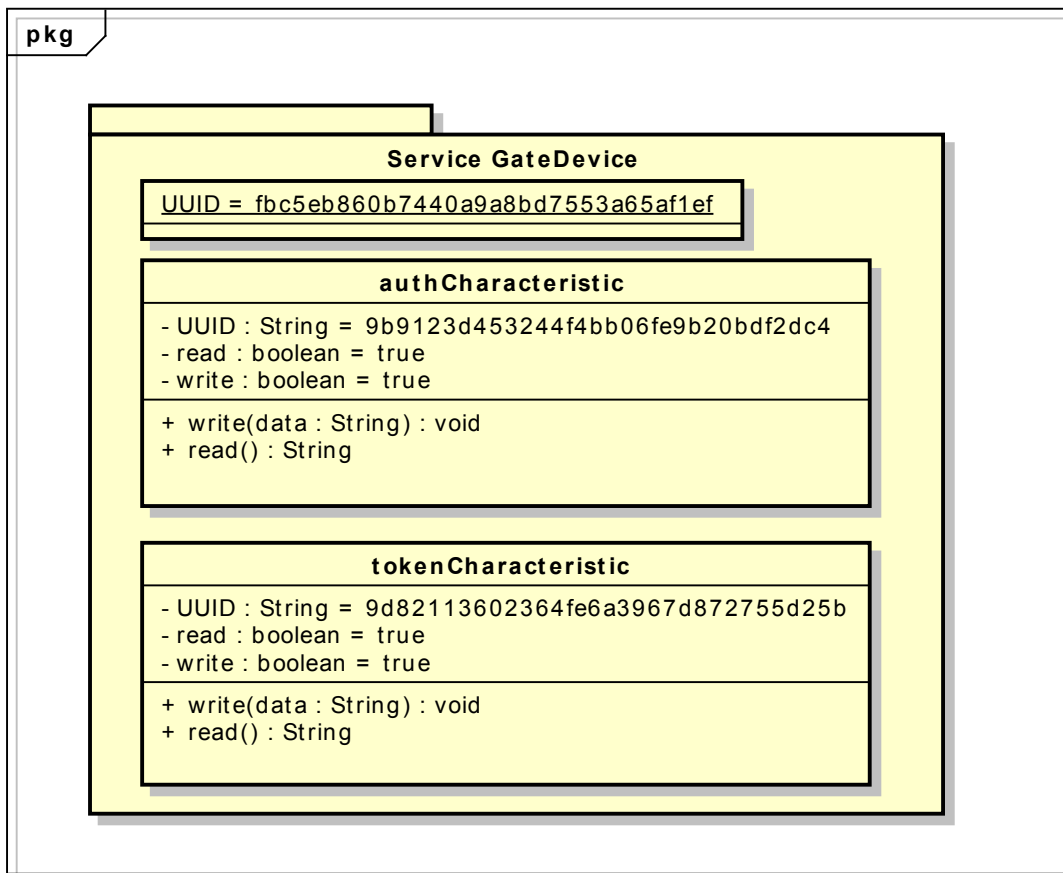 pkg
Service GateDevice
UUID = fbc5eb860b7440a9a8bd7553a65af1ef
authCharacteristic
- UUID : String = 9b9123d453244f4bb06fe9b20bdf2dc4
- read : boolean = true
- write : boolean = true
+ write(data : String) : void
+ read() : String
tokenCharacteristic
- UUID : String = 9d82113602364fe6a3967d872755d25b
- read : boolean = true
- write : boolean = true
+ write(data : String) : void
+ read() : String